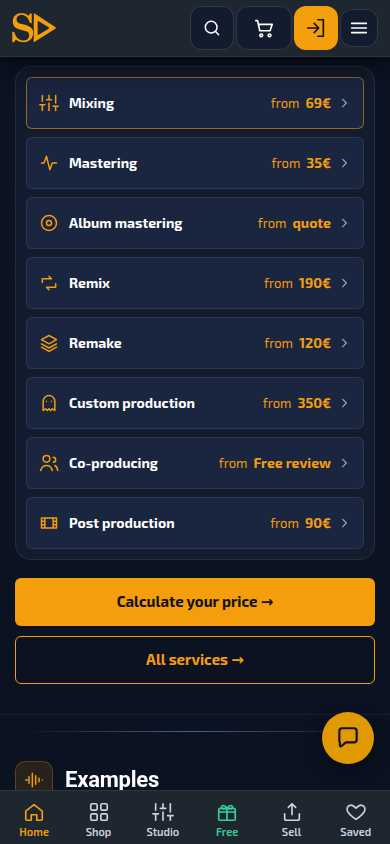 S
Mixing from 69€
Mastering from 35€
Album mastering from quote
Remix from 190€
Remake from 120€
Custom production from 350€
Co-producing from Free review
Post production from 90€
Calculate your price →
All services →
Examples
Home Shop Studio Free Sell Saved